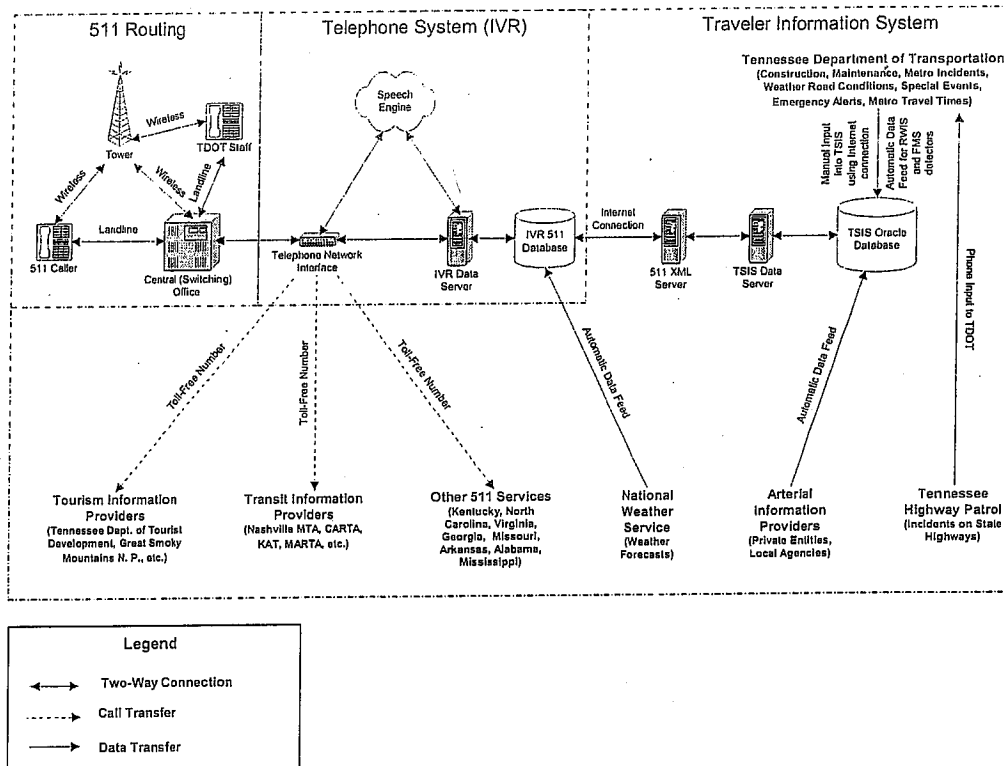 511 Routing
Telephone System (IVR)
Traveler Information System
Tennessee Department of Transportation
(Construction, Maintenance, Metro Incidents,
Weather Road Conditions, Special Events,
Emergency Alerts, Metro Travel Times)
Speech
Engine
Wireless
TDOT Staff
Tower
Wireless
Wireless
Landline
Manual Input
into TSIS
using Internet
connection
Automatic Data
Feed for RWIS
and FMS
detectors
Landline
511 Caller
Central (Switching)
Office
Telephone Network
Interface
IVR Data
Server
IVR 511
Database
Internet
Connection
511 XML
Server
TSIS Data
Server
TSIS Oracle
Database
Phone Input to TDOT
Toll-Free Number
Toll-Free Number
Toll-Free Number
Automatic Data Feed
Automatic Data Feed
Tourism Information
Providers
(Tennessee Dept. of Tourist
Development, Great Smoky
Mountains N. P., etc.)
Transit Information
Providers
(Nashville MTA, CARTA,
KAT, MARTA, etc.)
Other 511 Services
(Kentucky, North
Carolina, Virginia,
Georgia, Missouri,
Arkansas, Alabama,
Mississippi)
National
Weather
Service
(Weather
Forecasts)
Arterial
Information
Providers
(Private Entities,
Local Agencies)
Tennessee
Highway Patrol
(Incidents on State
Highways)
Legend
Two-Way Connection
Call Transfer
Data Transfer